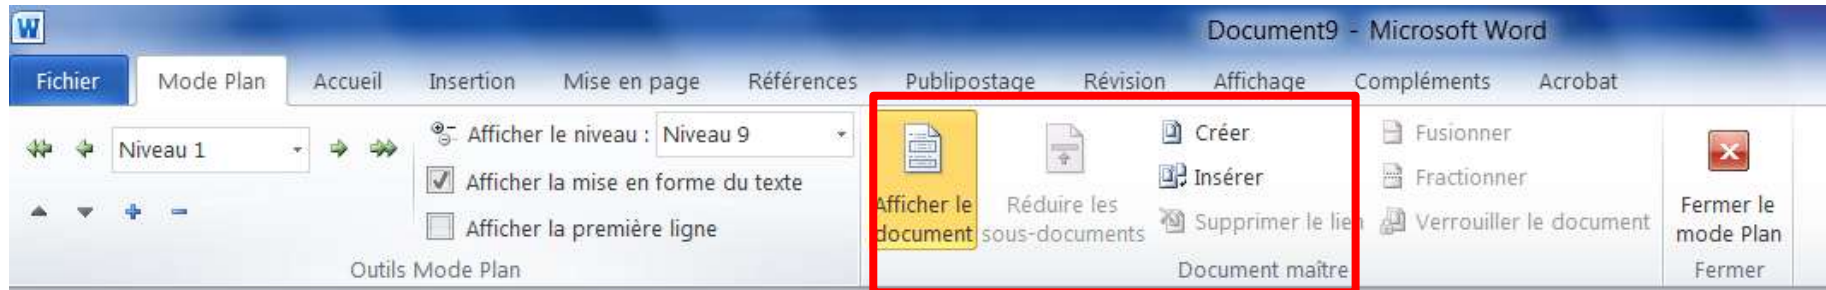 Document9 - Microsoft Word
Fichier Mode Plan Accueil Insertion Mise en page Références Publipostage Révision Affichage Compléments Acrobat
Niveau 1
Afficher le niveau : Niveau 9
Afficher la mise en forme du texte
Afficher la première ligne
Outils Mode Plan
Afficher le
document
Réduire les
sous-documents
Créer
Insérer
Supprimer le lien
Fusionner
Fractionner
Verrouiller le document
Document maître
Fermer le
mode Plan
Fermer